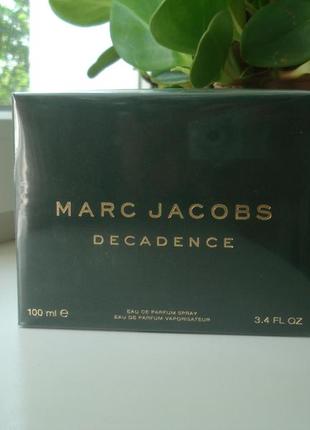 MARC JACOBS
DECADENCE
EAU DE PARFUM SPRAY
EAU DE PARFUM VAPORISATEUR
100 ml ℮ 3.4 FL OZ